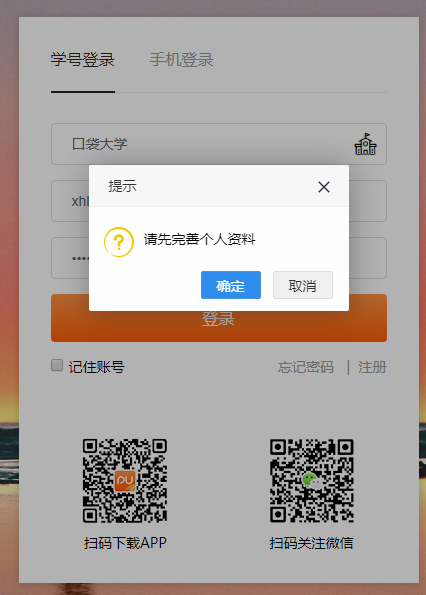 学号登录 手机登录
口袋大学
提示
xhl
请先完善个人资料
确定 取消
登录
记住账号 忘记密码 | 注册
PU
扫码下载APP 扫码关注微信